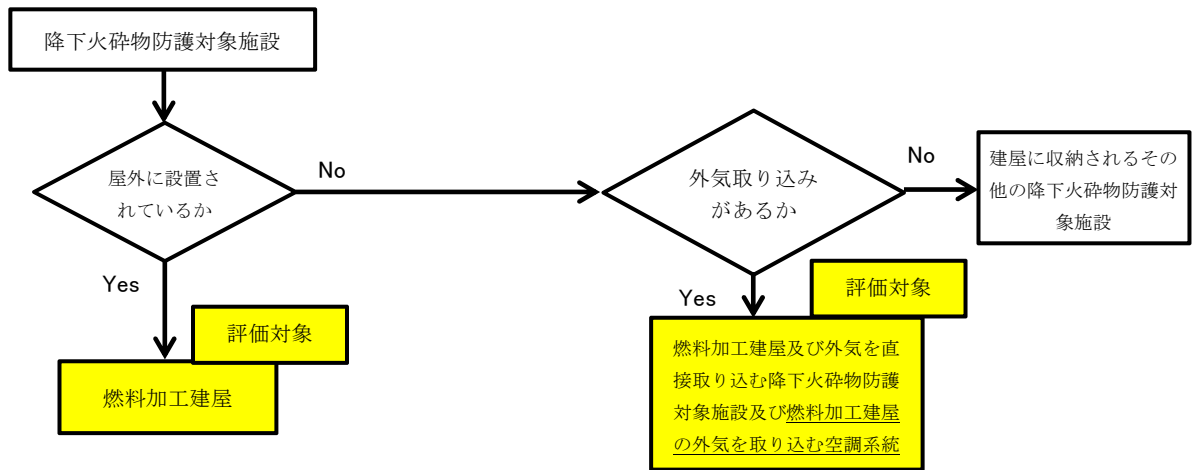 降下火砕物防護対象施設
屋外に設置さ
れているか
No
外気取り込み
があるか
No
建屋に収納されるそ
の他の降下火砕物防護対
象施設
Yes
評価対象
燃料加工建屋
Yes
評価対象
燃料加工建屋及び外気を直
接取り込む降下火砕物防護
対象施設及び燃料加工建屋
の外気を取り込む空調系統